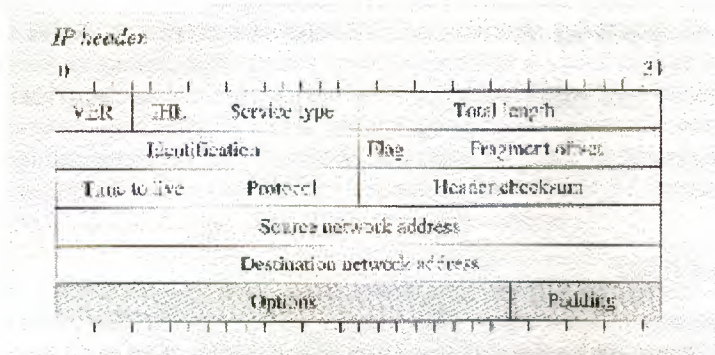 IP header
0 31
VER IHL Service type Total length
Identification Flag Fragment offset
Time to live Protocol Header checksum
Source network address
Destination network address
Options Padding